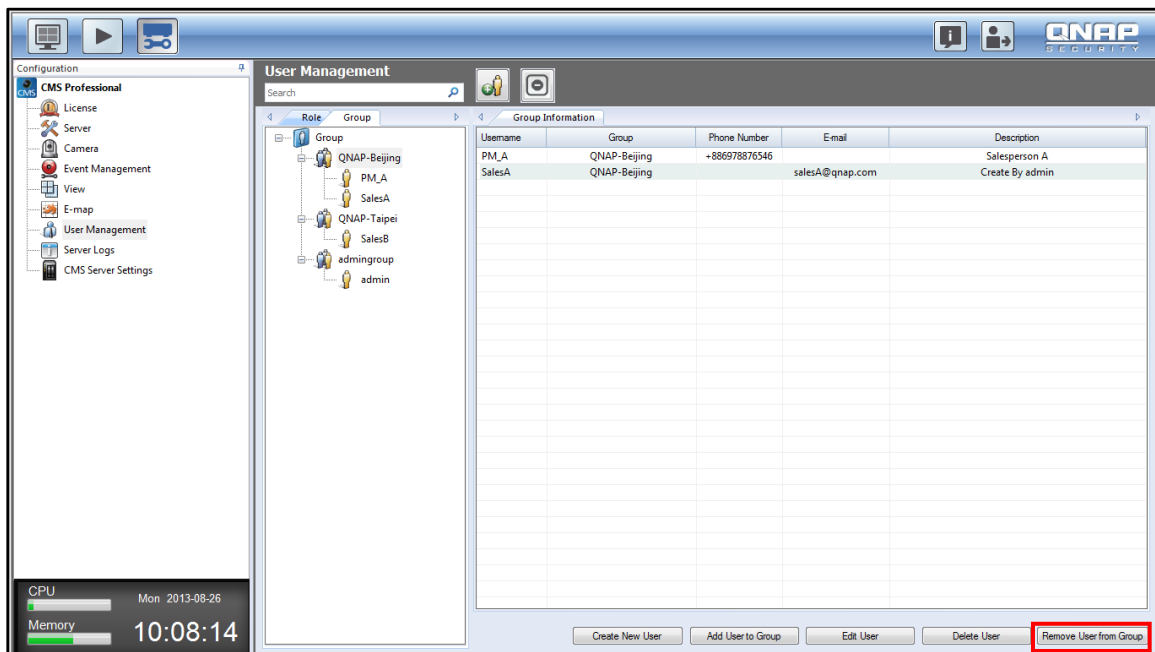 QNAP
SECURITY
Configuration
CMS
CMS Professional
License
Server
Camera
Event Management
View
E-map
User Management
Server Logs
CMS Server Settings
CPU
Mon 2013-08-26
Memory
10:08:14
User Management
Search
Role
Group
Group
QNAP-Beijing
PM_A
SalesA
QNAP-Taipei
SalesB
admingroup
admin
Group Information
Username Group Phone Number E-mail Description
PM_A QNAP-Beijing +886978876546 Salesperson A
SalesA QNAP-Beijing salesA@qnap.com Create By admin
Create New User
Add User to Group
Edit User
Delete User
Remove User from Group